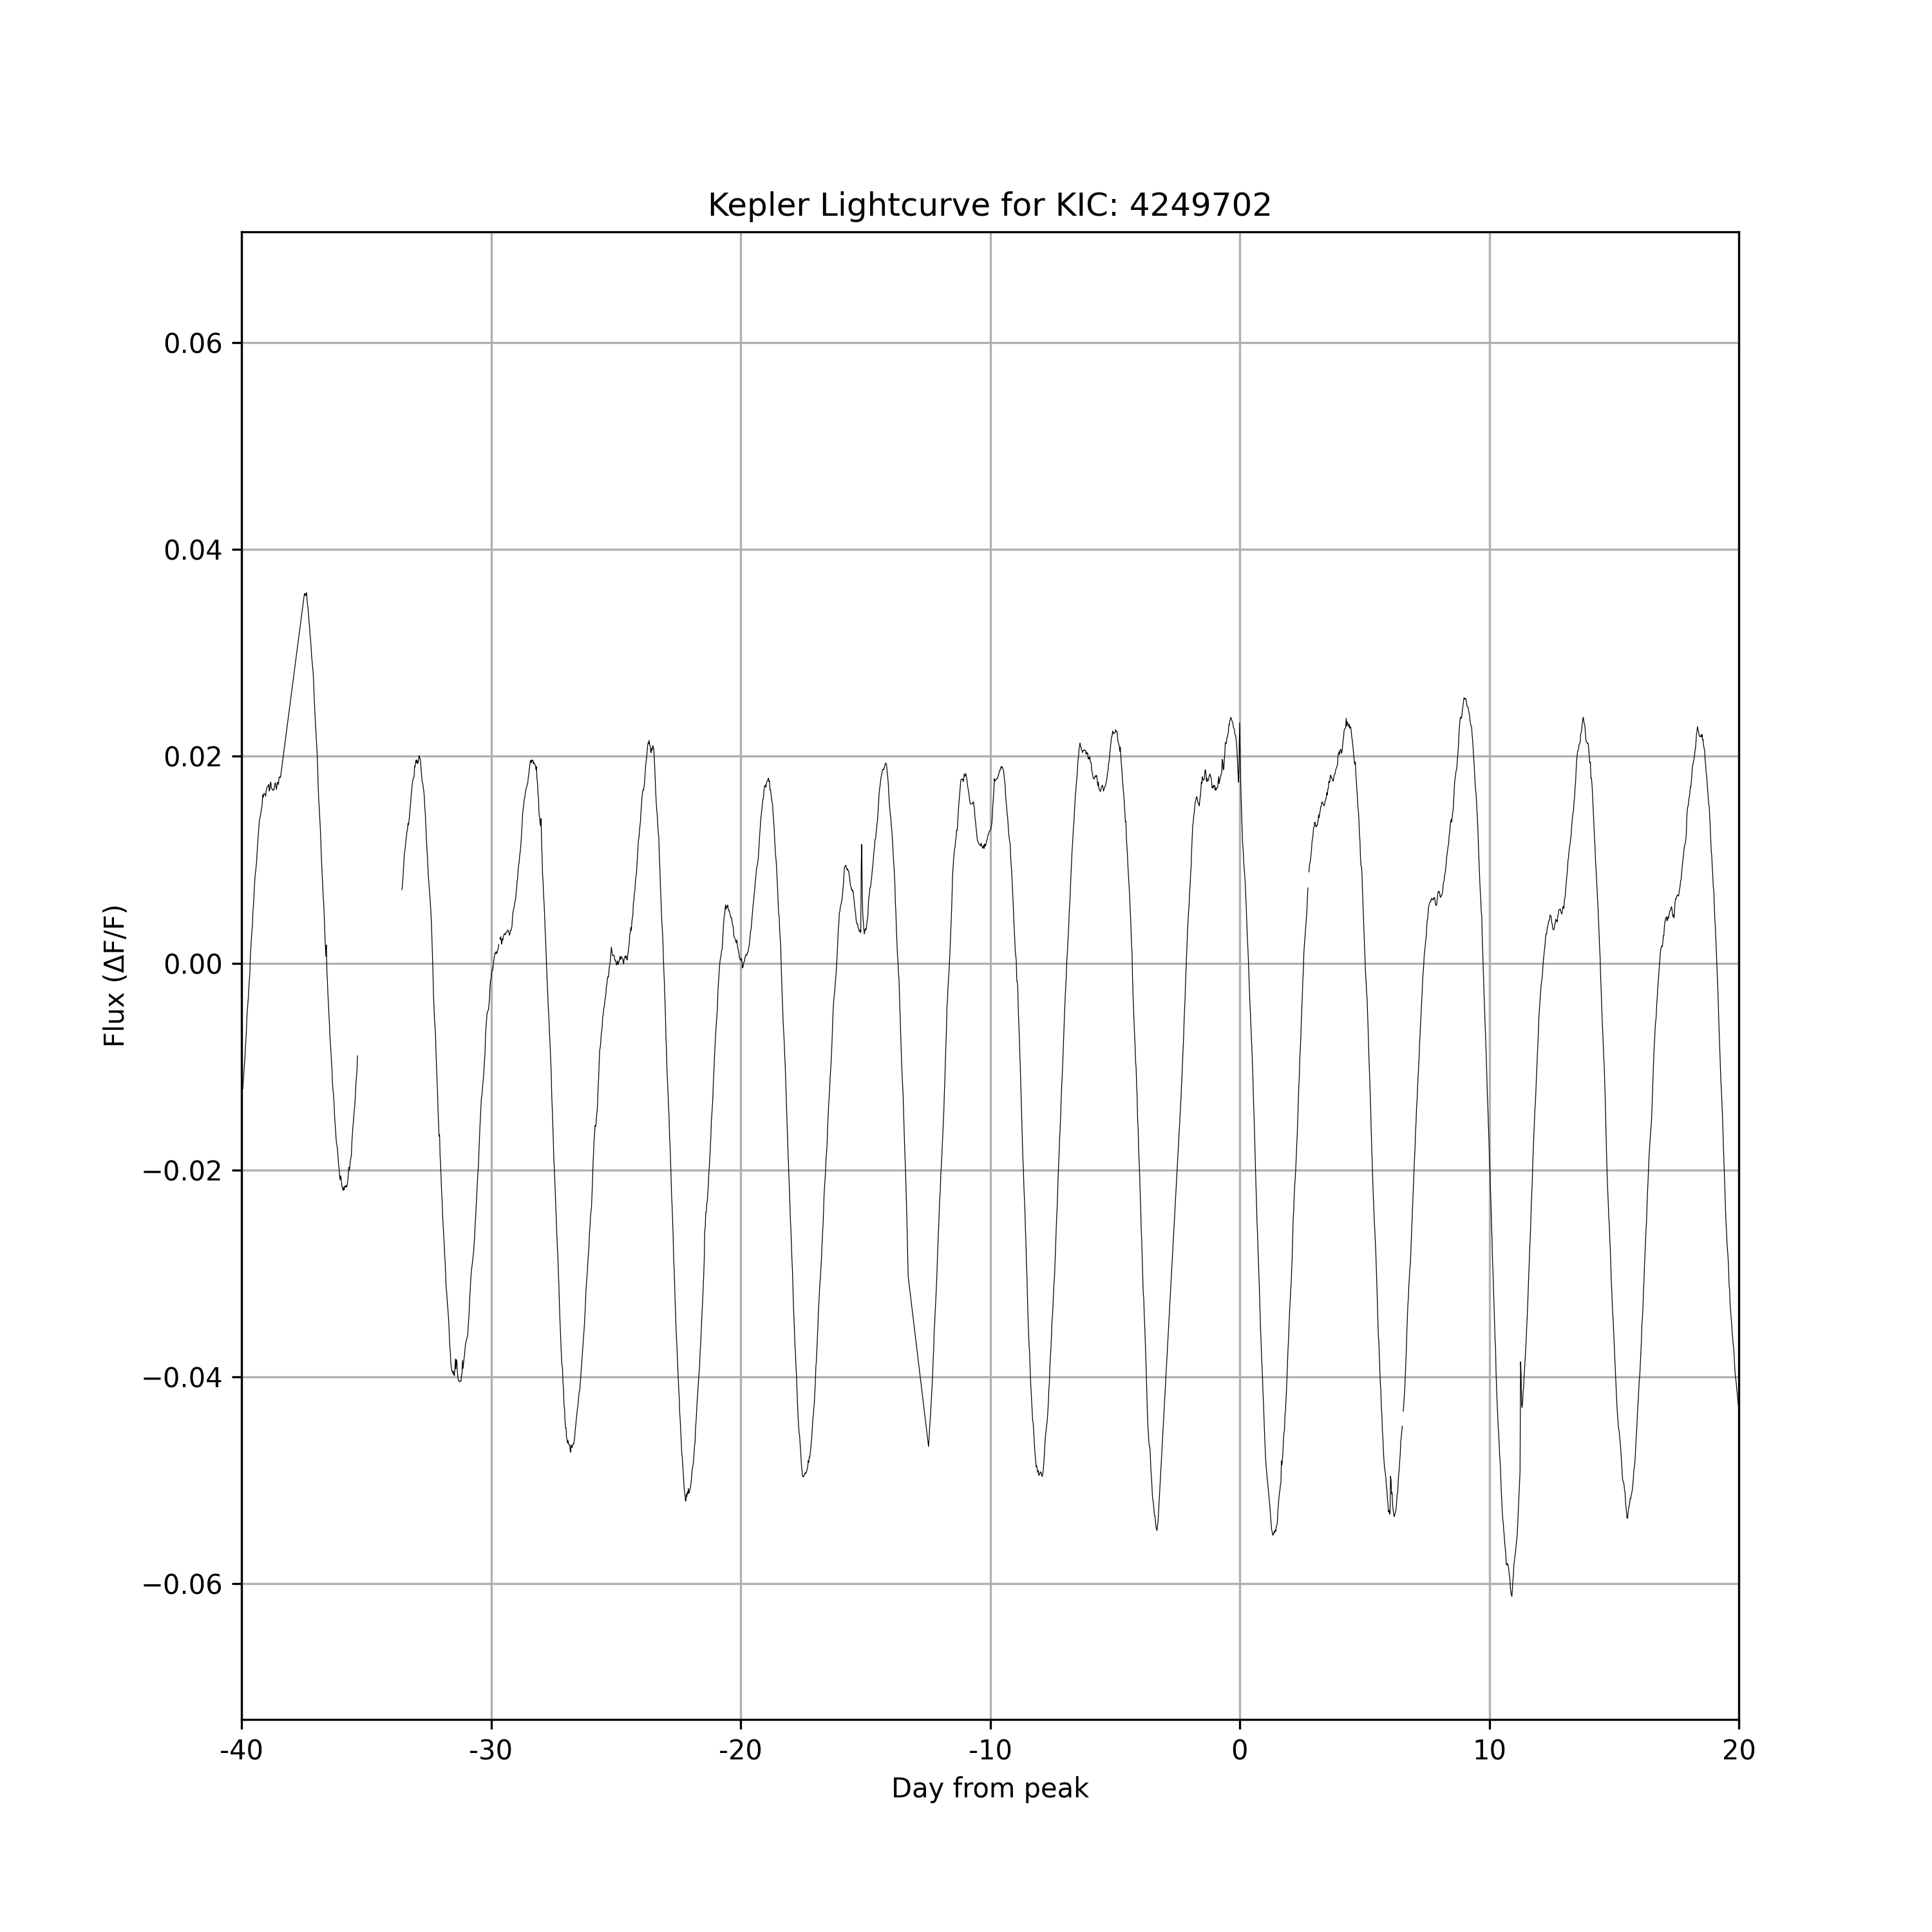 Kepler Lightcurve for KIC: 4249702
Flux (ΔF/F)
0.06
0.04
0.02
0.00
−0.02
−0.04
−0.06
-40 -30 -20 -10 0 10 20
Day from peak